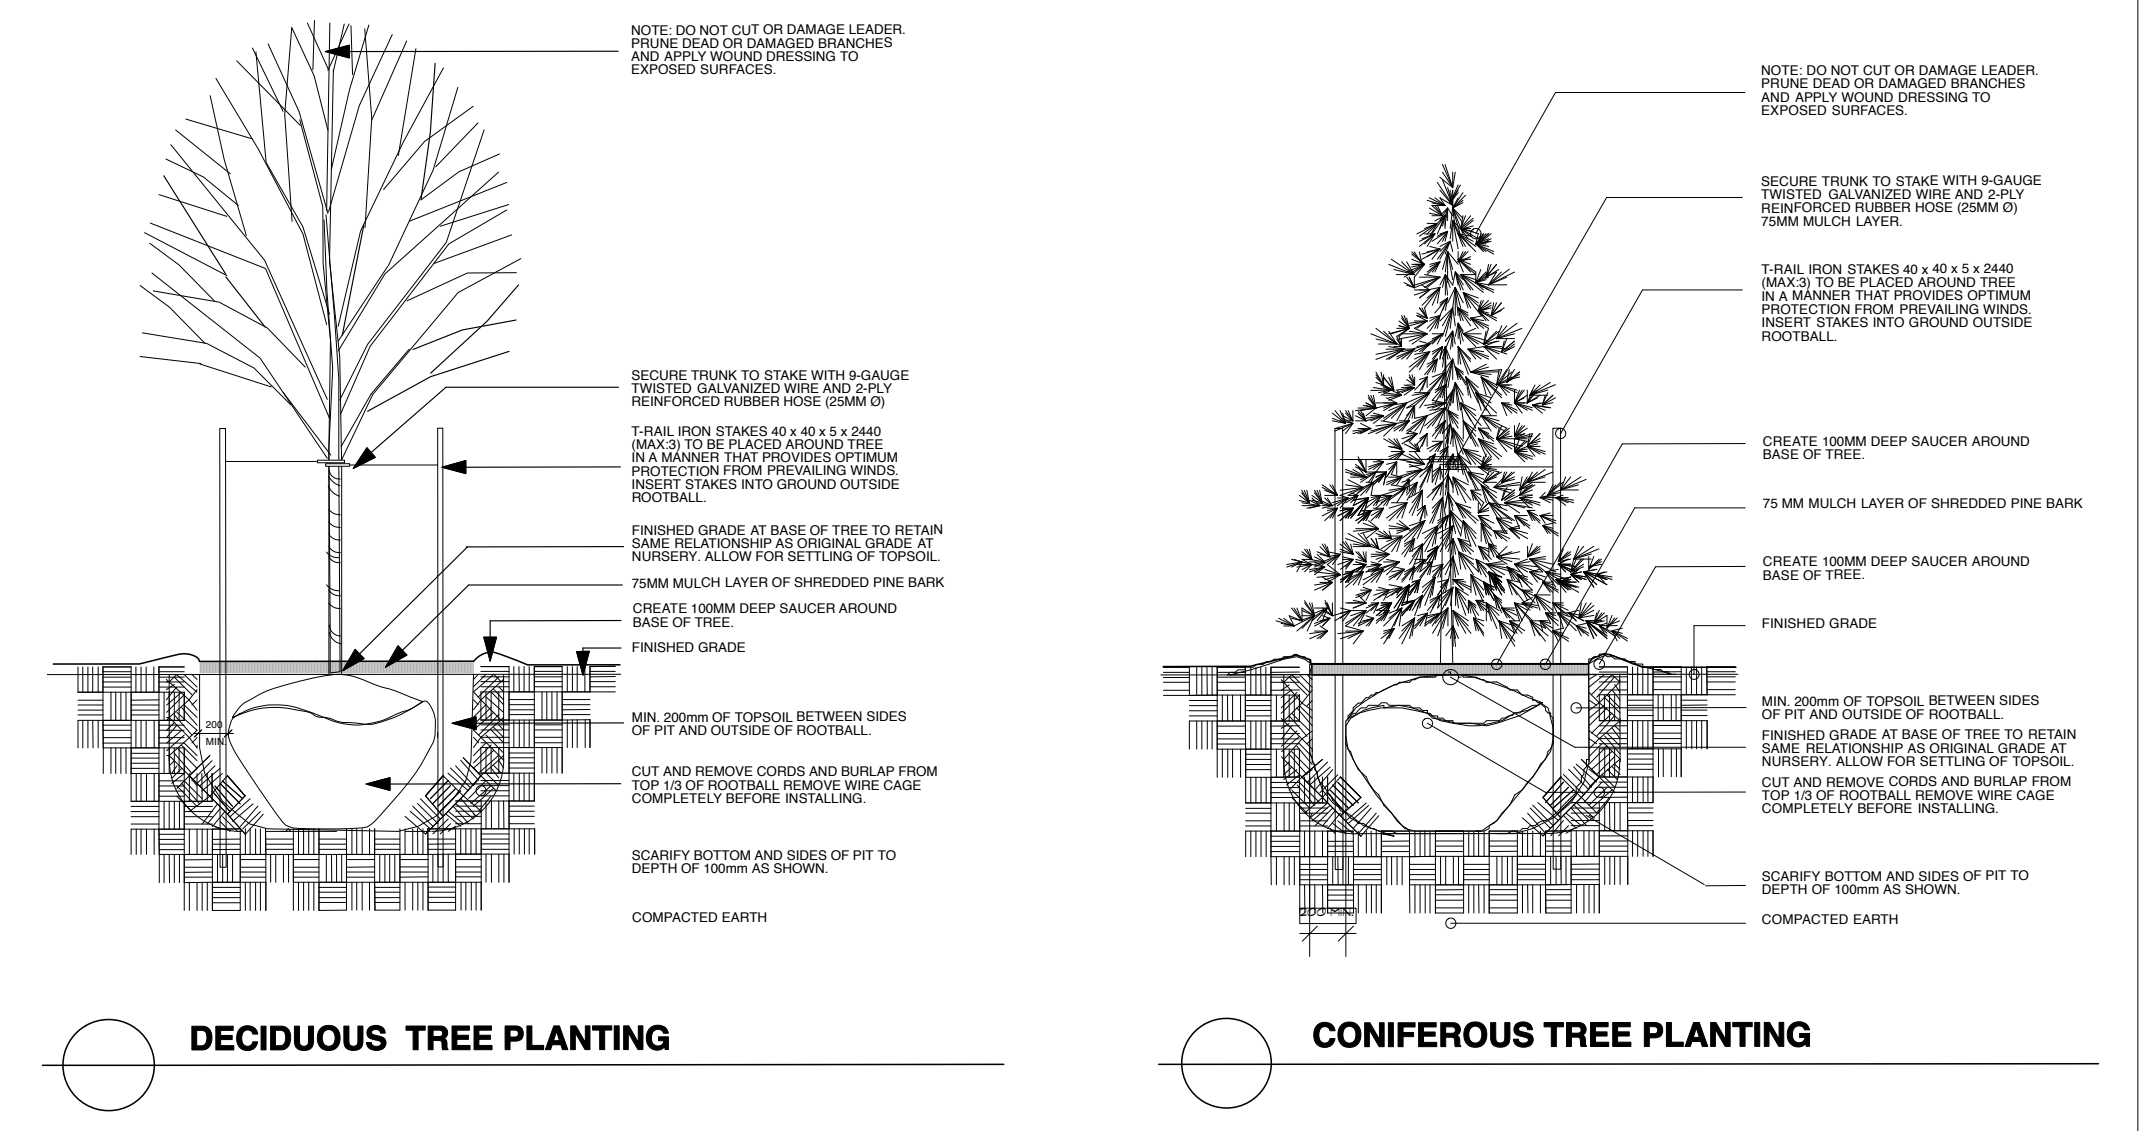 NOTE: DO NOT CUT OR DAMAGE LEADER.
PRUNE DEAD OR DAMAGED BRANCHES
AND APPLY WOUND DRESSING TO
EXPOSED SURFACES.
SECURE TRUNK TO STAKE WITH 9-GAUGE
TWISTED GALVANIZED WIRE AND 2-PLY
REINFORCED RUBBER HOSE (25MM Ø)
T-RAIL IRON STAKES 40 x 40 x 5 x 2440
(MAX:3) TO BE PLACED AROUND TREE
IN A MANNER THAT PROVIDES OPTIMUM
PROTECTION FROM PREVAILING WINDS.
INSERT STAKES INTO GROUND OUTSIDE
ROOTBALL.
FINISHED GRADE AT BASE OF TREE TO RETAIN
SAME RELATIONSHIP AS ORIGINAL GRADE AT
NURSERY. ALLOW FOR SETTLING OF TOPSOIL.
75MM MULCH LAYER OF SHREDDED PINE BARK
CREATE 100MM DEEP SAUCER AROUND
BASE OF TREE.
FINISHED GRADE
200
MIN.
MIN. 200mm OF TOPSOIL BETWEEN SIDES
OF PIT AND OUTSIDE OF ROOTBALL.
CUT AND REMOVE CORDS AND BURLAP FROM
TOP 1/3 OF ROOTBALL REMOVE WIRE CAGE
COMPLETELY BEFORE INSTALLING.
SCARIFY BOTTOM AND SIDES OF PIT TO
DEPTH OF 100mm AS SHOWN.
COMPACTED EARTH
DECIDUOUS TREE PLANTING
NOTE: DO NOT CUT OR DAMAGE LEADER.
PRUNE DEAD OR DAMAGED BRANCHES
AND APPLY WOUND DRESSING TO
EXPOSED SURFACES.
SECURE TRUNK TO STAKE WITH 9-GAUGE
TWISTED GALVANIZED WIRE AND 2-PLY
REINFORCED RUBBER HOSE (25MM Ø)
75MM MULCH LAYER.
T-RAIL IRON STAKES 40 x 40 x 5 x 2440
(MAX:3) TO BE PLACED AROUND TREE
IN A MANNER THAT PROVIDES OPTIMUM
PROTECTION FROM PREVAILING WINDS.
INSERT STAKES INTO GROUND OUTSIDE
ROOTBALL.
CREATE 100MM DEEP SAUCER AROUND
BASE OF TREE.
75 MM MULCH LAYER OF SHREDDED PINE BARK
CREATE 100MM DEEP SAUCER AROUND
BASE OF TREE.
FINISHED GRADE
MIN. 200mm OF TOPSOIL BETWEEN SIDES
OF PIT AND OUTSIDE OF ROOTBALL.
FINISHED GRADE AT BASE OF TREE TO RETAIN
SAME RELATIONSHIP AS ORIGINAL GRADE AT
NURSERY. ALLOW FOR SETTLING OF TOPSOIL.
CUT AND REMOVE CORDS AND BURLAP FROM
TOP 1/3 OF ROOTBALL REMOVE WIRE CAGE
COMPLETELY BEFORE INSTALLING.
SCARIFY BOTTOM AND SIDES OF PIT TO
DEPTH OF 100mm AS SHOWN.
COMPACTED EARTH
200 MIN.
CONIFEROUS TREE PLANTING